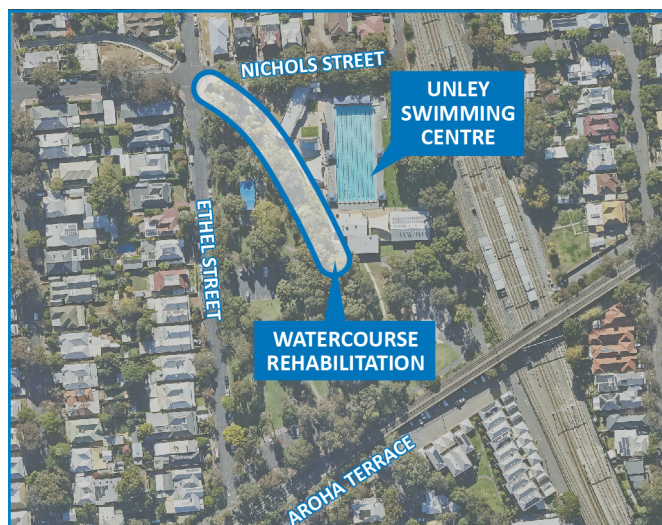 NICHOLS STREET
UNLEY
SWIMMING
CENTRE
ETHEL STREET
WATERCOURSE
REHABILITATION
AROHA TERRACE